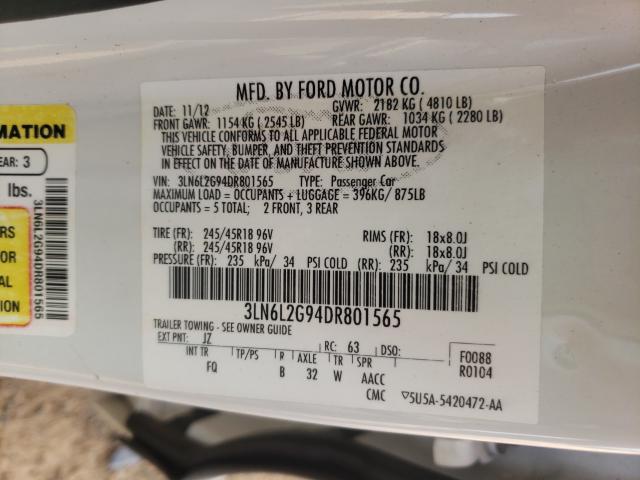 MFD. BY FORD MOTOR CO.
DATE: 11/12 GVWR: 2182 KG ( 4810 LB)
FRONT GAWR: 1154 KG ( 2545 LB) REAR GAWR: 1034 KG ( 2280 LB)
THIS VEHICLE CONFORMS TO ALL APPLICABLE FEDERAL MOTOR
VEHICLE SAFETY, BUMPER, AND THEFT PREVENTION STANDARDS
IN EFFECT ON THE DATE OF MANUFACTURE SHOWN ABOVE.
VIN: 3LN6L2G94DR801565 TYPE: Passenger Car
MAXIMUM LOAD = OCCUPANTS + LUGGAGE = 396KG/ 875LB
OCCUPANTS = 5 TOTAL; 2 FRONT, 3 REAR
TIRE (FR): 245/45R18 96V RIMS (FR): 18x8.0J
(RR): 245/45R18 96V (RR): 18x8.0J
PRESSURE (FR): 235 kPa/ 34 PSI COLD (RR): 235 kPa/ 34 PSI COLD
3LN6L2G94DR801565
TRAILER TOWING - SEE OWNER GUIDE
EXT PNT: JZ RC: 63 DSO:
INT TR TP/PS R AXLE TR SPR F0088
FQ B 32 W AACC R0104
CMC ▽5U5A-5420472-AA
MATION
EAR: 3
lbs.
RS
OR
AL
TION
3LN6L2G94DR801565